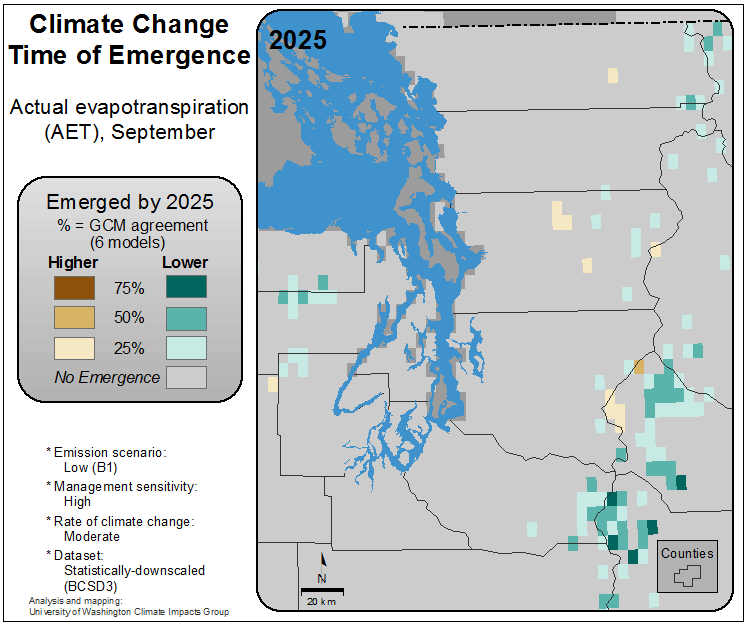 Climate Change
Time of Emergence
Actual evapotranspiration
(AET), September
2025
Emerged by 2025
% = GCM agreement
(6 models)
Higher Lower
75%
50%
25%
No Emergence
* Emission scenario:
Low (B1)
* Management sensitivity:
High
* Rate of climate change:
Moderate
* Dataset:
Statistically-downscaled
(BCSD3)
Analysis and mapping:
University of Washington Climate Impacts Group
N
20 km
Counties